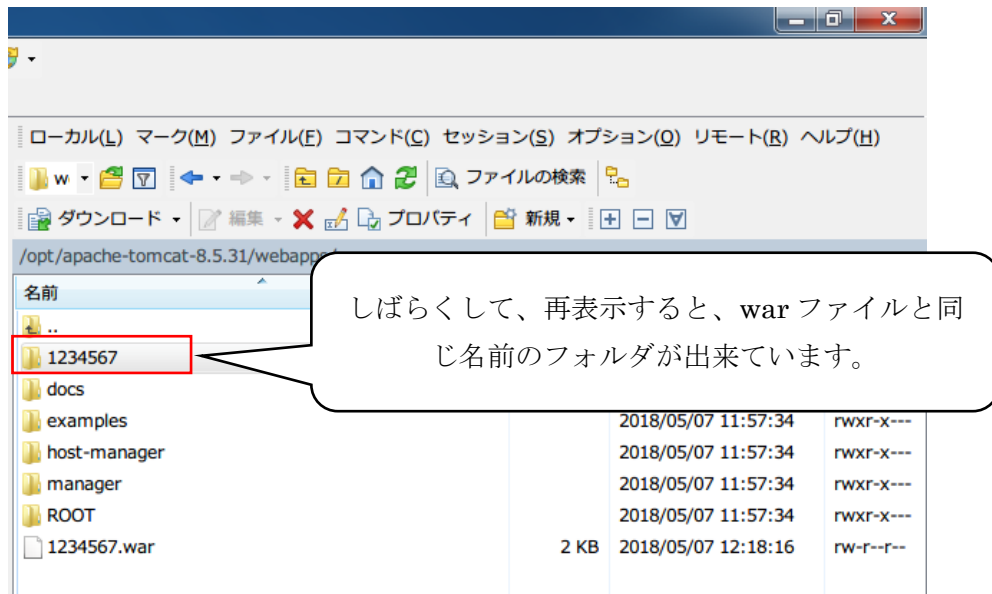 ローカル(L) マーク(M) ファイル(F) コマンド(C) セッション(S) オプション(O) リモート(R) ヘルプ(H)
w ファイルの検索
ダウンロード 編集 プロパティ 新規
/opt/apache-tomcat-8.5.31/webapps
名前
しばらくして、再表示すると、war ファイルと同
じ名前のフォルダが出来ています。
..
1234567
docs
examples 2018/05/07 11:57:34 rwxr-x---
host-manager 2018/05/07 11:57:34 rwxr-x---
manager 2018/05/07 11:57:34 rwxr-x---
ROOT 2018/05/07 11:57:34 rwxr-x---
1234567.war 2 KB 2018/05/07 12:18:16 rw-r--r--